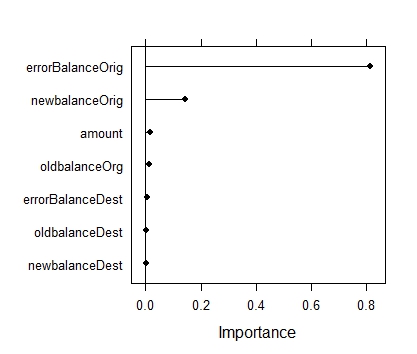 errorBalanceOrig
newbalanceOrig
amount
oldbalanceOrg
errorBalanceDest
oldbalanceDest
newbalanceDest
0.0 0.2 0.4 0.6 0.8
Importance